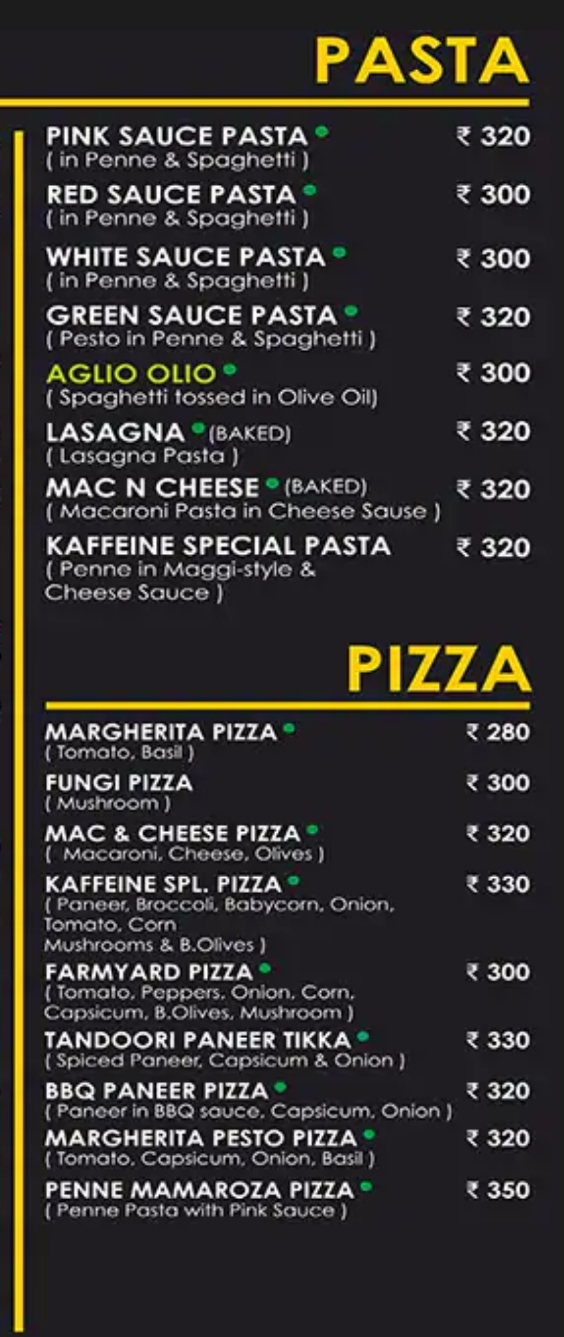 PASTA
PINK SAUCE PASTA ₹ 320
( in Penne & Spaghetti )
RED SAUCE PASTA ₹ 300
( in Penne & Spaghetti )
WHITE SAUCE PASTA ₹ 300
( in Penne & Spaghetti )
GREEN SAUCE PASTA ₹ 320
( Pesto in Penne & Spaghetti )
AGLIO OLIO ₹ 300
( Spaghetti tossed in Olive Oil)
LASAGNA (BAKED) ₹ 320
( Lasagna Pasta )
MAC N CHEESE (BAKED) ₹ 320
( Macaroni Pasta in Cheese Sause )
KAFFEINE SPECIAL PASTA ₹ 320
( Penne in Maggi-style &
Cheese Sauce )
PIZZA
MARGHERITA PIZZA ₹ 280
( Tomato, Basil )
FUNGI PIZZA ₹ 300
( Mushroom )
MAC & CHEESE PIZZA ₹ 320
( Macaroni, Cheese, Olives )
KAFFEINE SPL. PIZZA ₹ 330
( Paneer, Broccoli, Babycorn, Onion,
Tomato, Corn
Mushrooms & B.Olives )
FARMYARD PIZZA ₹ 300
( Tomato, Peppers, Onion, Corn,
Capsicum, B.Olives, Mushroom )
TANDOORI PANEER TIKKA ₹ 330
( Spiced Paneer, Capsicum & Onion )
BBQ PANEER PIZZA ₹ 320
( Paneer in BBQ sauce, Capsicum, Onion )
MARGHERITA PESTO PIZZA ₹ 320
( Tomato, Capsicum, Onion, Basil )
PENNE MAMAROZA PIZZA ₹ 350
( Penne Pasta with Pink Sauce )